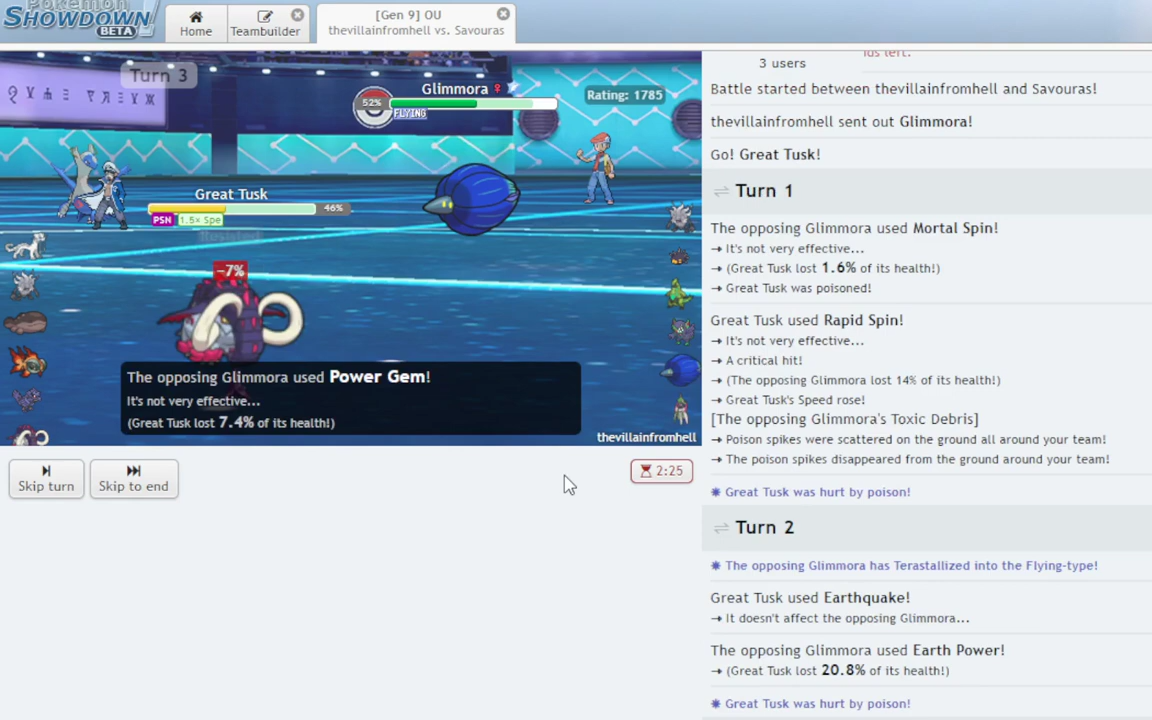 Pokémon
SHOWDOWN
BETA
Home
Teambuilder
[Gen 9] OU
thevillainfromhell vs. Savouras
Turn 3
Glimmora ♀
52%
FLYING
Rating: 1785
Great Tusk
46%
PSN 1.5× Spe
Resisted
−7%
The opposing Glimmora used Power Gem!
It's not very effective...
(Great Tusk lost 7.4% of its health!)
thevillainfromhell
Skip turn
Skip to end
2:25
3 users
Battle started between thevillainfromhell and Savouras!
thevillainfromhell sent out Glimmora!
Go! Great Tusk!
Turn 1
The opposing Glimmora used Mortal Spin!
It's not very effective...
(Great Tusk lost 1.6% of its health!)
Great Tusk was poisoned!
Great Tusk used Rapid Spin!
It's not very effective...
A critical hit!
(The opposing Glimmora lost 14% of its health!)
Great Tusk's Speed rose!
[The opposing Glimmora's Toxic Debris]
Poison spikes were scattered on the ground all around your team!
The poison spikes disappeared from the ground around your team!
Great Tusk was hurt by poison!
Turn 2
The opposing Glimmora has Terastallized into the Flying-type!
Great Tusk used Earthquake!
It doesn't affect the opposing Glimmora...
The opposing Glimmora used Earth Power!
(Great Tusk lost 20.8% of its health!)
Great Tusk was hurt by poison!